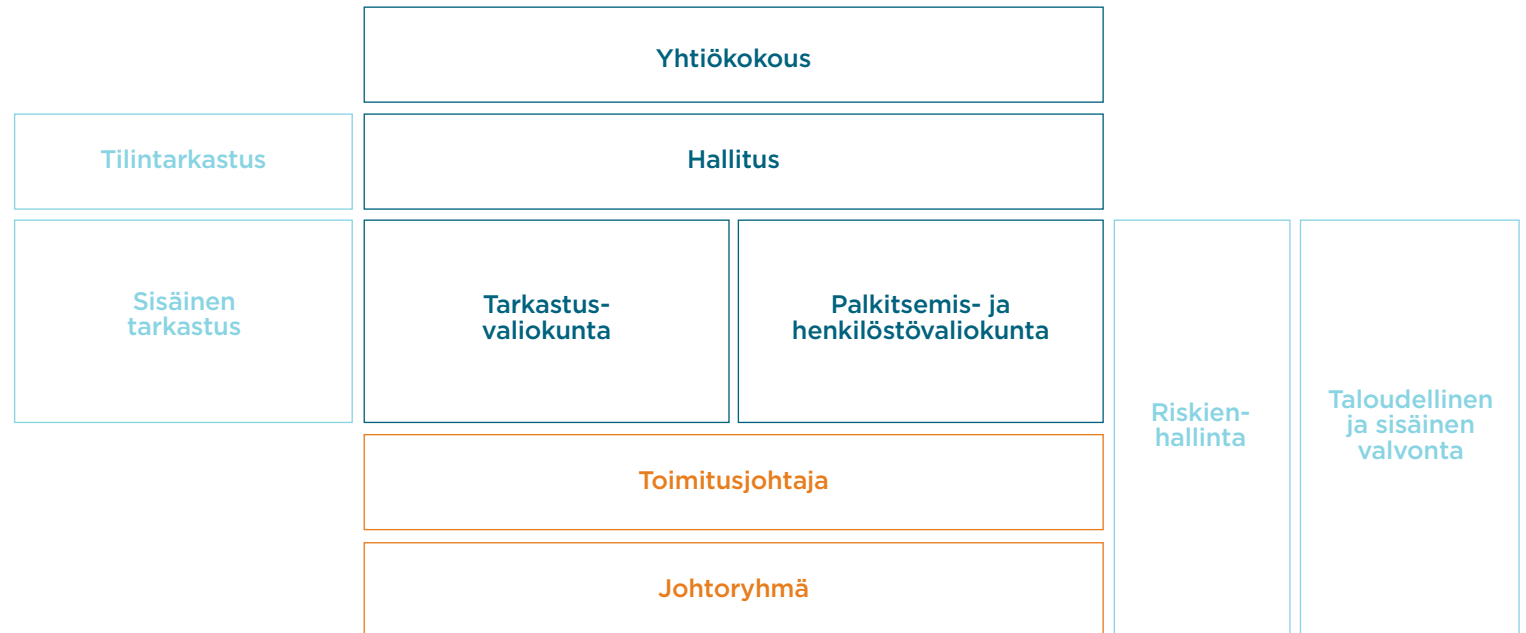 Yhtiökokous
Tilintarkastus
Hallitus
Sisäinen
tarkastus
Tarkastus-
valiokunta
Palkitsemis- ja
henkilöstövaliokunta
Riskien-
hallinta
Taloudellinen
ja sisäinen
valvonta
Toimitusjohtaja
Johtoryhmä